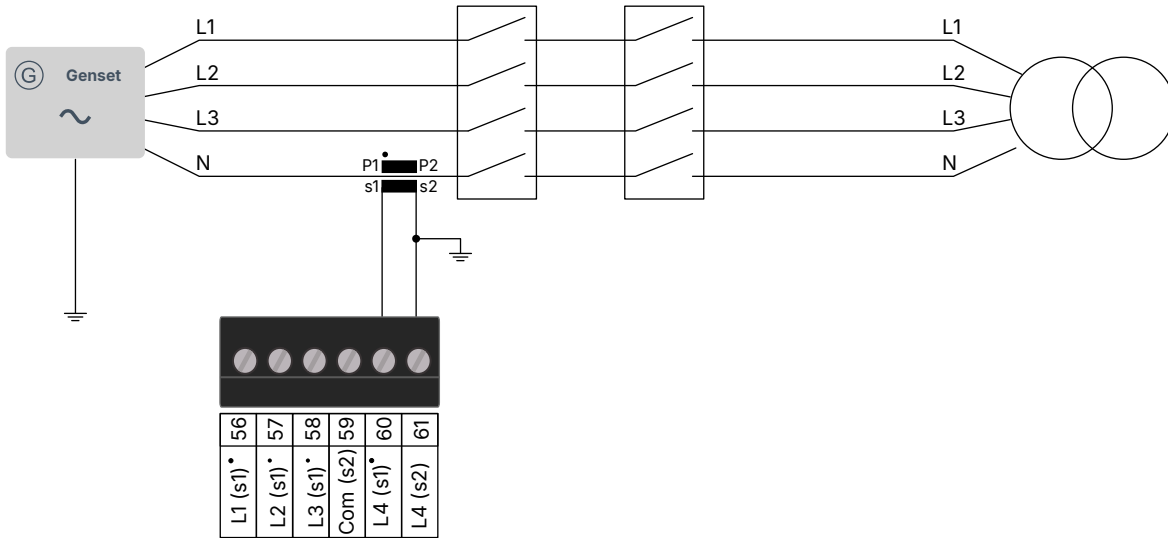 L1
L1
G Genset
L2
L2
L3
L3
N
N
P1
P2
s1
s2
56
57
58
59
60
61
L1 (s1)•
L2 (s1)•
L3 (s1)•
Com (s2)
L4 (s1)•
L4 (s2)